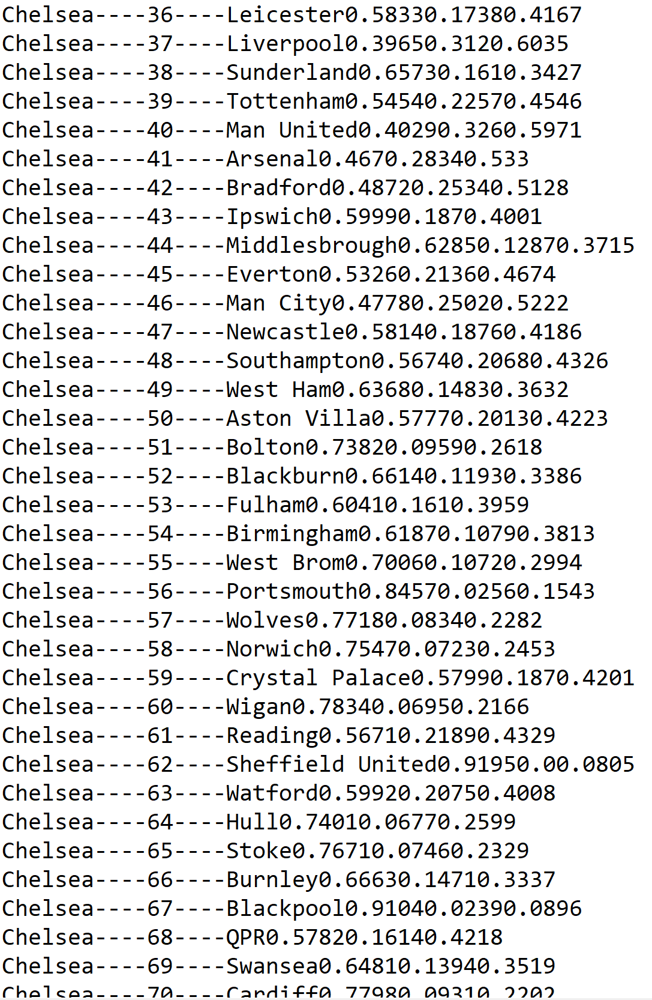 Chelsea----36----Leicester0.58330.17380.4167
Chelsea----37----Liverpool0.39650.3120.6035
Chelsea----38----Sunderland0.65730.1610.3427
Chelsea----39----Tottenham0.54540.22570.4546
Chelsea----40----Man United0.40290.3260.5971
Chelsea----41----Arsenal0.4670.28340.533
Chelsea----42----Bradford0.48720.25340.5128
Chelsea----43----Ipswich0.59990.1870.4001
Chelsea----44----Middlesbrough0.62850.12870.3715
Chelsea----45----Everton0.53260.21360.4674
Chelsea----46----Man City0.47780.25020.5222
Chelsea----47----Newcastle0.58140.18760.4186
Chelsea----48----Southampton0.56740.20680.4326
Chelsea----49----West Ham0.63680.14830.3632
Chelsea----50----Aston Villa0.57770.20130.4223
Chelsea----51----Bolton0.73820.09590.2618
Chelsea----52----Blackburn0.66140.11930.3386
Chelsea----53----Fulham0.60410.1610.3959
Chelsea----54----Birmingham0.61870.10790.3813
Chelsea----55----West Brom0.70060.10720.2994
Chelsea----56----Portsmouth0.84570.02560.1543
Chelsea----57----Wolves0.77180.08340.2282
Chelsea----58----Norwich0.75470.07230.2453
Chelsea----59----Crystal Palace0.57990.1870.4201
Chelsea----60----Wigan0.78340.06950.2166
Chelsea----61----Reading0.56710.21890.4329
Chelsea----62----Sheffield United0.91950.00.0805
Chelsea----63----Watford0.59920.20750.4008
Chelsea----64----Hull0.74010.06770.2599
Chelsea----65----Stoke0.76710.07460.2329
Chelsea----66----Burnley0.66630.14710.3337
Chelsea----67----Blackpool0.91040.02390.0896
Chelsea----68----QPR0.57820.16140.4218
Chelsea----69----Swansea0.64810.13940.3519
Chelsea----70----Cardiff0.77980.09310.2202